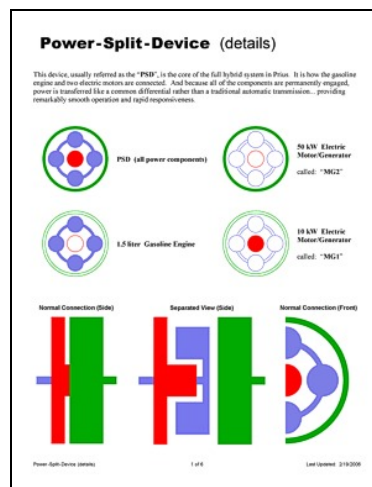 Power-Split-Device (details)
This device, usually referred as the "PSD", is the core of the full hybrid system in Prius. It is how the gasoline
engine and two electric motors are connected. And because all of the components are permanently engaged,
power is transferred like a common differential rather than a traditional automatic transmission... providing
remarkably smooth operation and rapid responsiveness.
PSD (all power components)
50 kW Electric
Motor/Generator
called: "MG2"
1.5 liter Gasoline Engine
10 kW Electric
Motor/Generator
called: "MG1"
Normal Connection (Side)
Separated View (Side)
Normal Connection (Front)
Power-Split-Device (details)
1 of 6
Last Updated: 2/19/2006